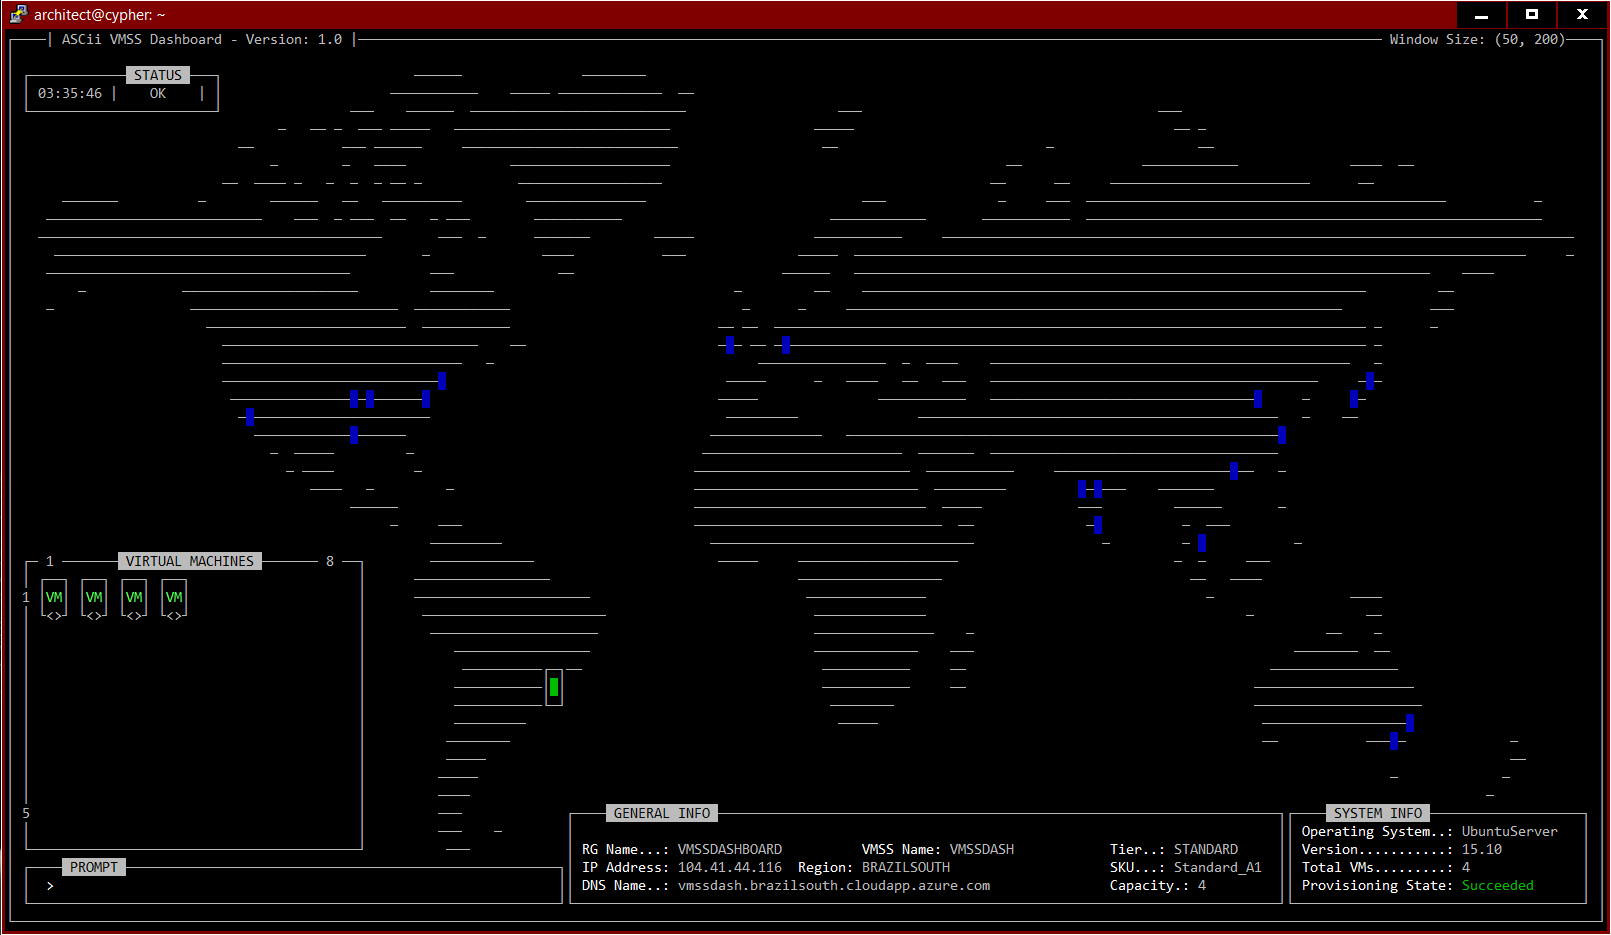 architect@cypher: ~
ASCii VMSS Dashboard - Version: 1.0
Window Size: (50, 200)
STATUS
03:35:46 | OK |
1 VIRTUAL MACHINES 8
1 VM VM VM VM
<> <> <> <>
5
PROMPT
>
GENERAL INFO
RG Name...: VMSSDASHBOARD VMSS Name: VMSSDASH Tier..: STANDARD
IP Address: 104.41.44.116 Region: BRAZILSOUTH SKU...: Standard_A1
DNS Name..: vmssdash.brazilsouth.cloudapp.azure.com Capacity.: 4
SYSTEM INFO
Operating System..: UbuntuServer
Version...........: 15.10
Total VMs.........: 4
Provisioning State: Succeeded